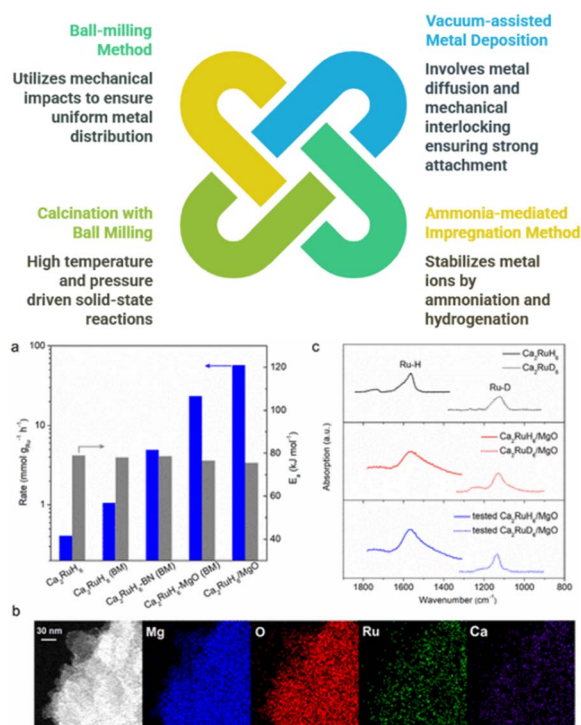 Ball-milling
Method
Utilizes mechanical
impacts to ensure
uniform metal
distribution
Vacuum-assisted
Metal Deposition
Involves metal
diffusion and
mechanical
interlocking
ensuring strong
attachment
Calcination with
Ball Milling
High temperature
and pressure
driven solid-state
reactions
Ammonia-mediated
Impregnation Method
Stabilizes metal
ions by
ammoniation and
hydrogenation
a
Rate (mmol g_Ru⁻¹ h⁻¹)
100
10
1
Eₐ (kJ mol⁻¹)
120
100
80
60
40
Ca₂RuH₆
Ca₂RuH₆ (BM)
Ca₂RuH₆-BN (BM)
Ca₂RuH₆-MgO (BM)
Ca₂RuH₆/MgO
c
Absorption (a.u.)
Ru-H
Ca₂RuH₆
Ca₂RuD₆
Ru-D
Ca₂RuH₆/MgO
Ca₂RuD₆/MgO
tested Ca₂RuH₆/MgO
tested Ca₂RuD₆/MgO
1800 1600 1400 1200 1000
Wavenumber (cm⁻¹)
b
30 nm
Mg
O
Ru
Ca